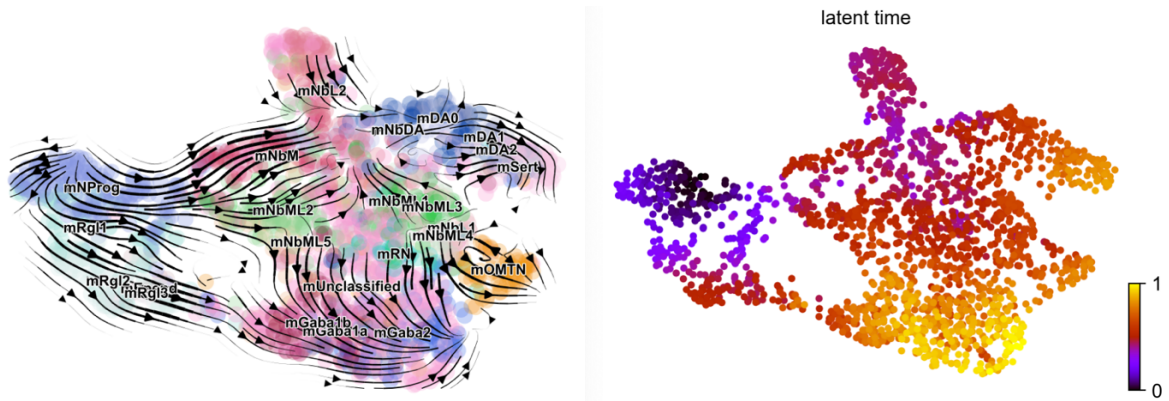 latent time
mNbL2
mDA0
mNbDA
mDA1
mDA2
mNbM
mSert
mNProg
mNbML1
mNbML2
mNbML3
mRgl1
mNbL1
mNbML4
mNbML5
mRN
mOMTN
mRgl2
mRgl3
mUnclassified
mGaba1b
mGaba1a
mGaba2
1
0